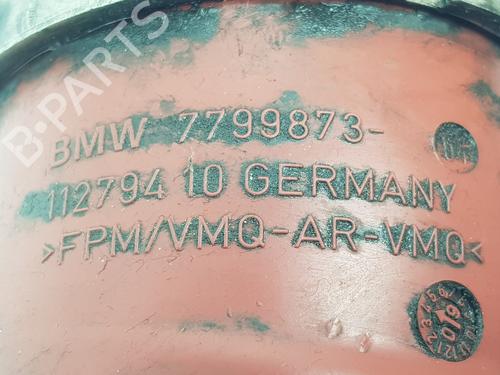 B-PARTS
BMW 7799873-
112794 10 GERMANY
>FPM/VMQ-AR-VMQ<